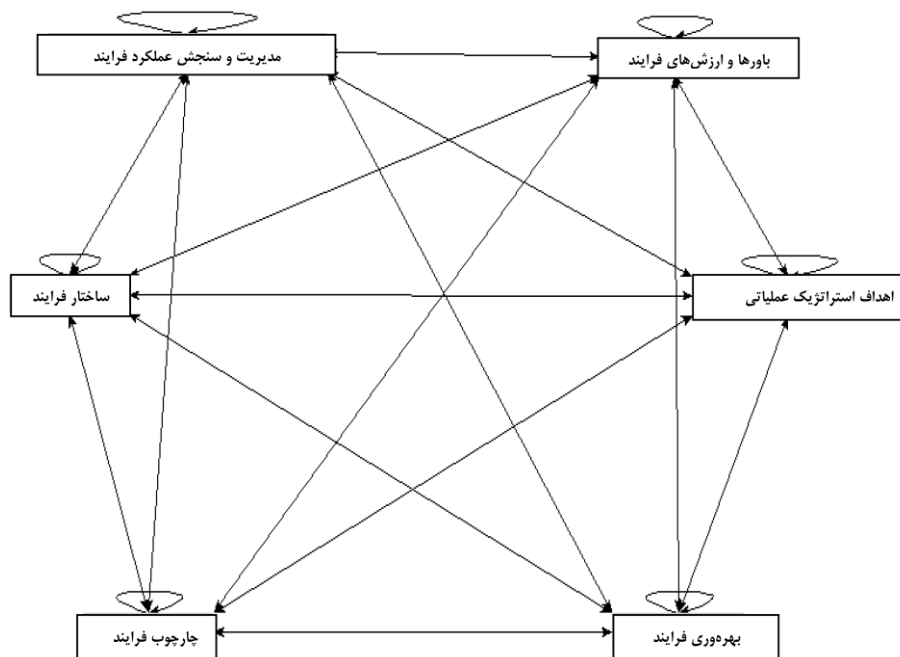 باورها و ارزش‌های فرایند
مدیریت و سنجش عملکرد فرایند
اهداف استراتژیک عملیاتی
ساختار فرایند
بهره‌وری فرایند
چارچوب فرایند